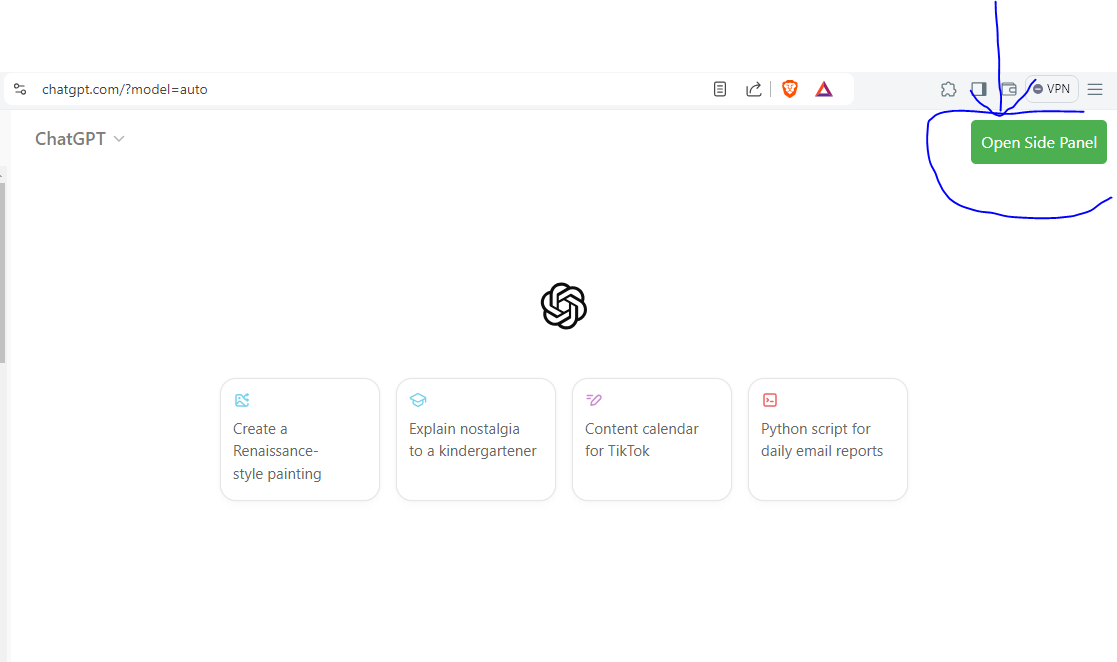 chatgpt.com/?model=auto
VPN
ChatGPT
Open Side Panel
Create a
Renaissance-
style painting
Explain nostalgia
to a kindergartener
Content calendar
for TikTok
Python script for
daily email reports